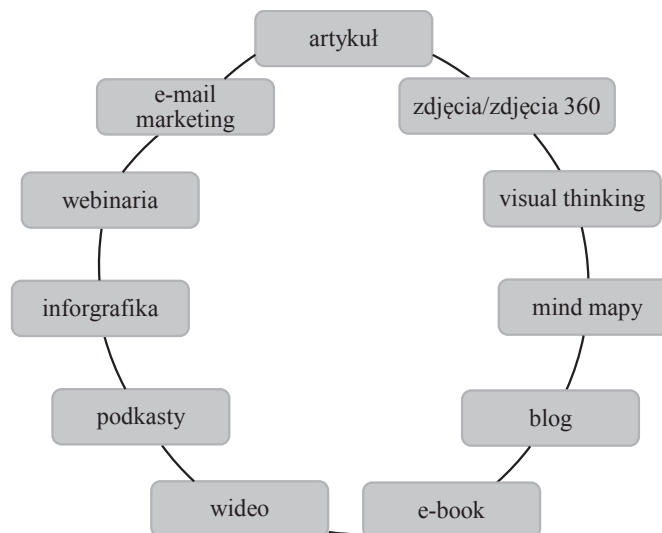 artykuł
zdjęcia/zdjęcia 360
visual thinking
mind mapy
blog
e-book
wideo
podkasty
inforgrafika
webinaria
e-mail
marketing